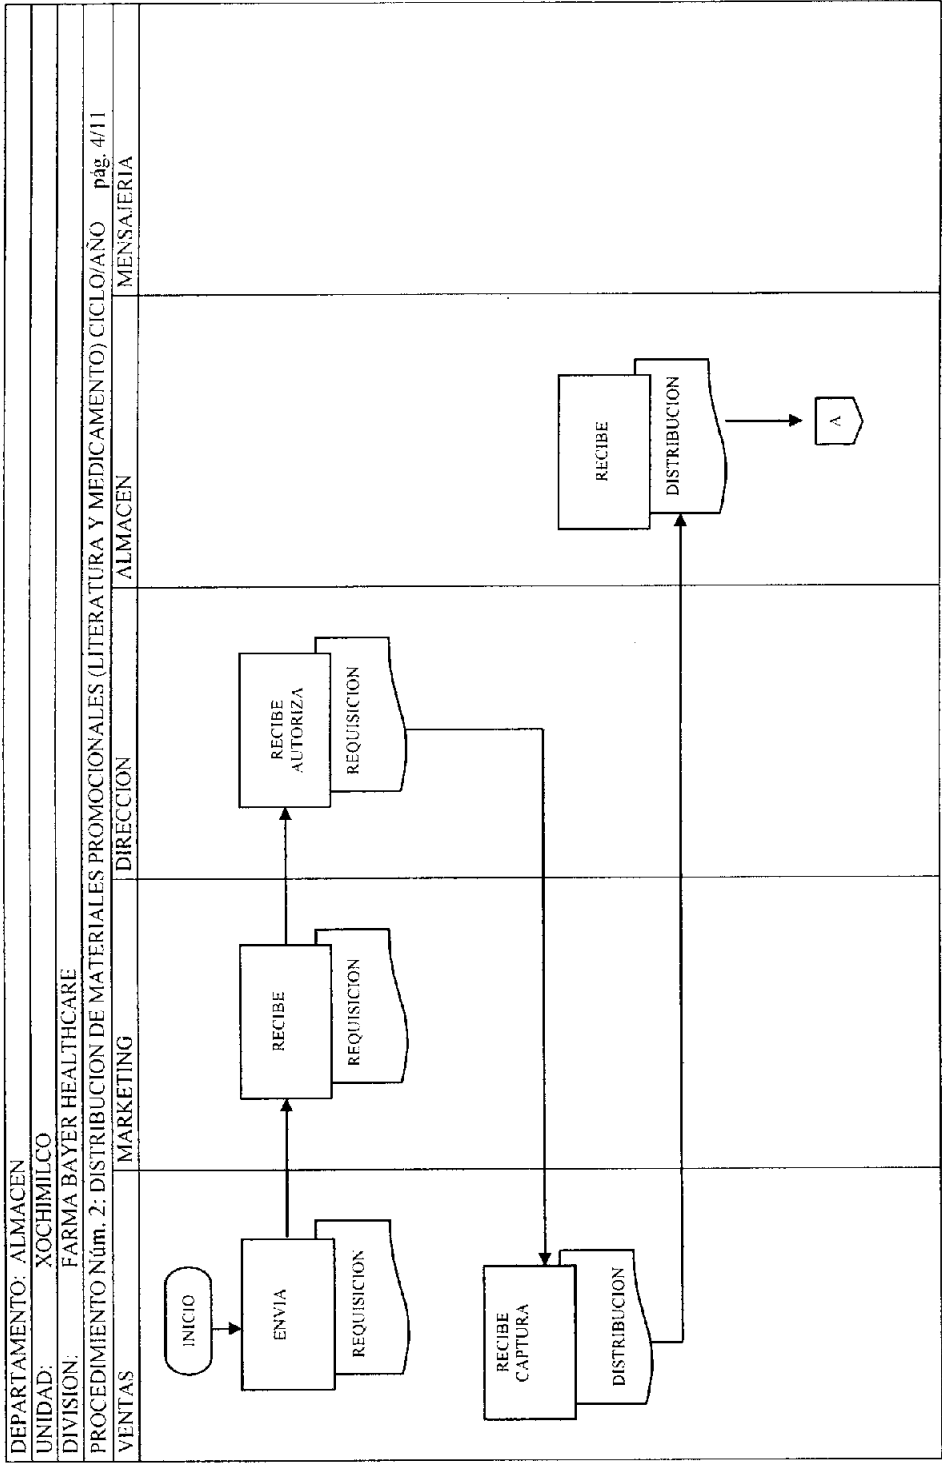 DEPARTAMENTO: ALMACEN
UNIDAD: XOCHIMILCO
DIVISION: FARMA BAYER HEALTHCARE
PROCEDIMIENTO Núm. 2: DISTRIBUCION DE MATERIALES PROMOCIONALES (LITERATURA Y MEDICAMENTO) CICLO/AÑO pág. 4/11
VENTAS MARKETING DIRECCION ALMACEN MENSAJERIA
INICIO
ENVIA
REQUISICION
RECIBE
REQUISICION
RECIBE
AUTORIZA
REQUISICION
RECIBE
CAPTURA
DISTRIBUCION
RECIBE
DISTRIBUCION
A